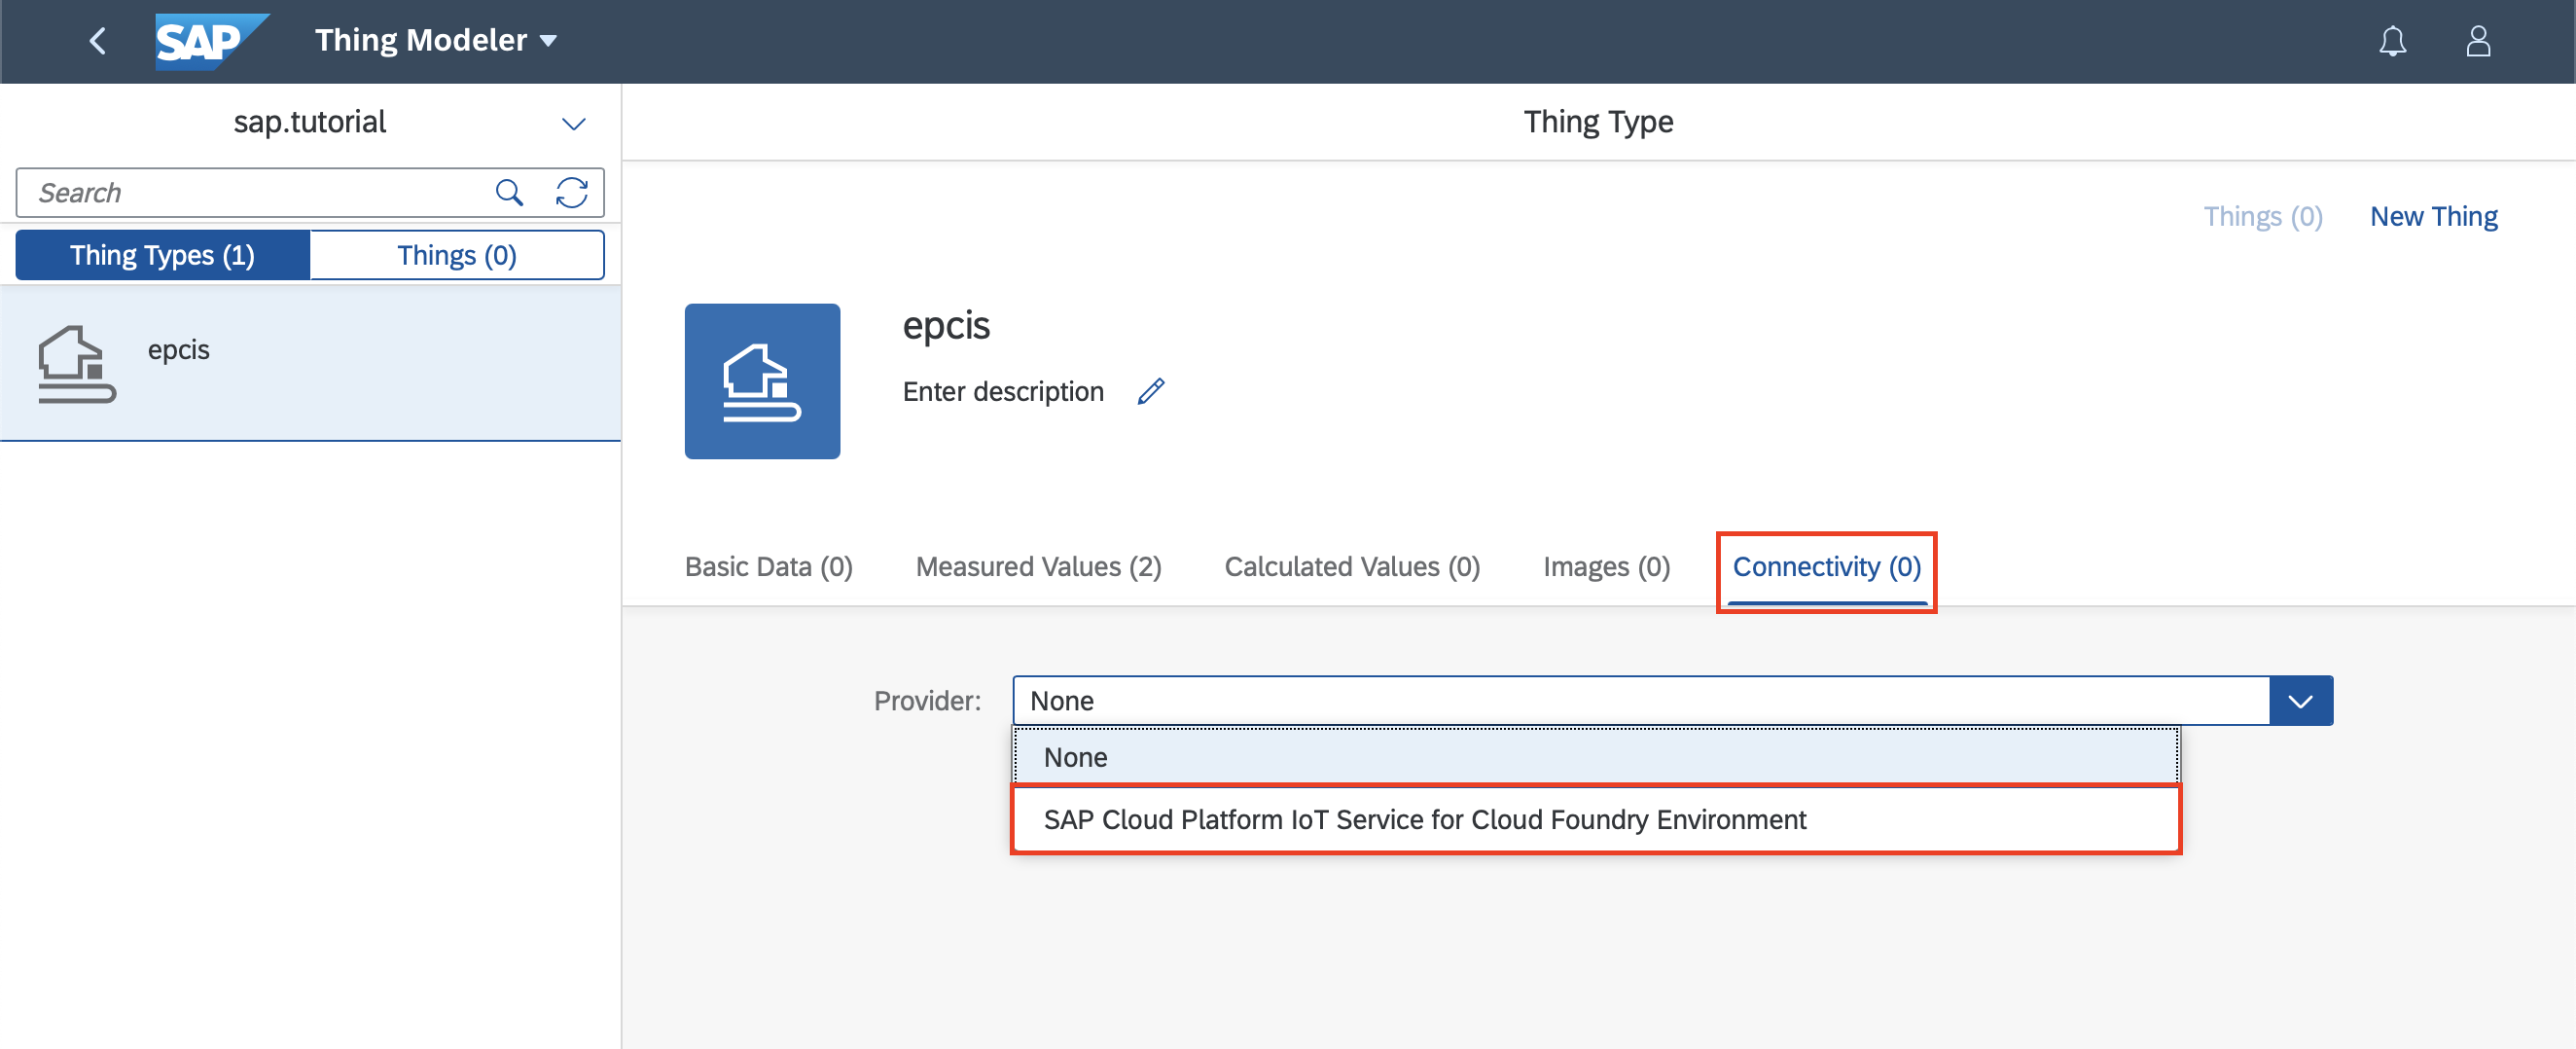 SAP Thing Modeler
sap.tutorial
Search
Thing Types (1) Things (0)
epcis
Thing Type
Things (0) New Thing
epcis
Enter description
Basic Data (0) Measured Values (2) Calculated Values (0) Images (0) Connectivity (0)
Provider: None
None
SAP Cloud Platform IoT Service for Cloud Foundry Environment